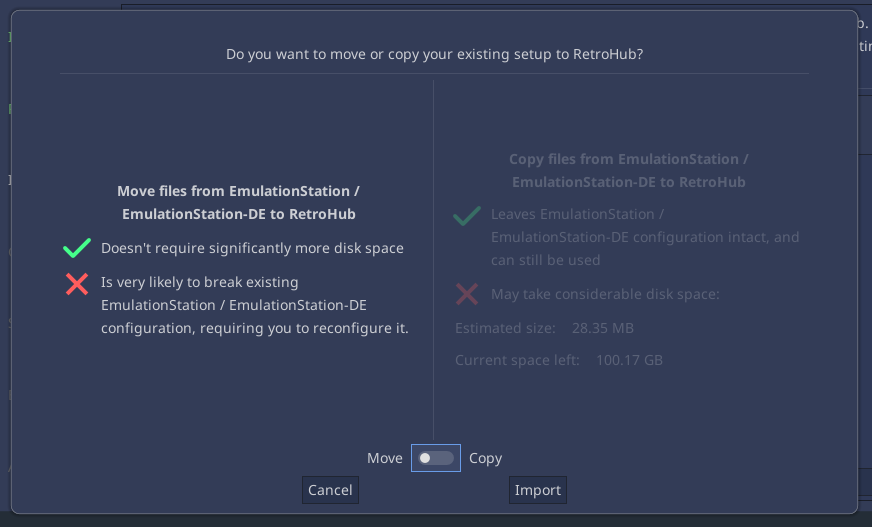 Do you want to move or copy your existing setup to RetroHub?
Move files from EmulationStation /
EmulationStation-DE to RetroHub
Doesn't require significantly more disk space
Is very likely to break existing
EmulationStation / EmulationStation-DE
configuration, requiring you to reconfigure it.
Copy files from EmulationStation /
EmulationStation-DE to RetroHub
Leaves EmulationStation /
EmulationStation-DE configuration intact, and
can still be used
May take considerable disk space:
Estimated size: 28.35 MB
Current space left: 100.17 GB
Move Copy
Cancel Import